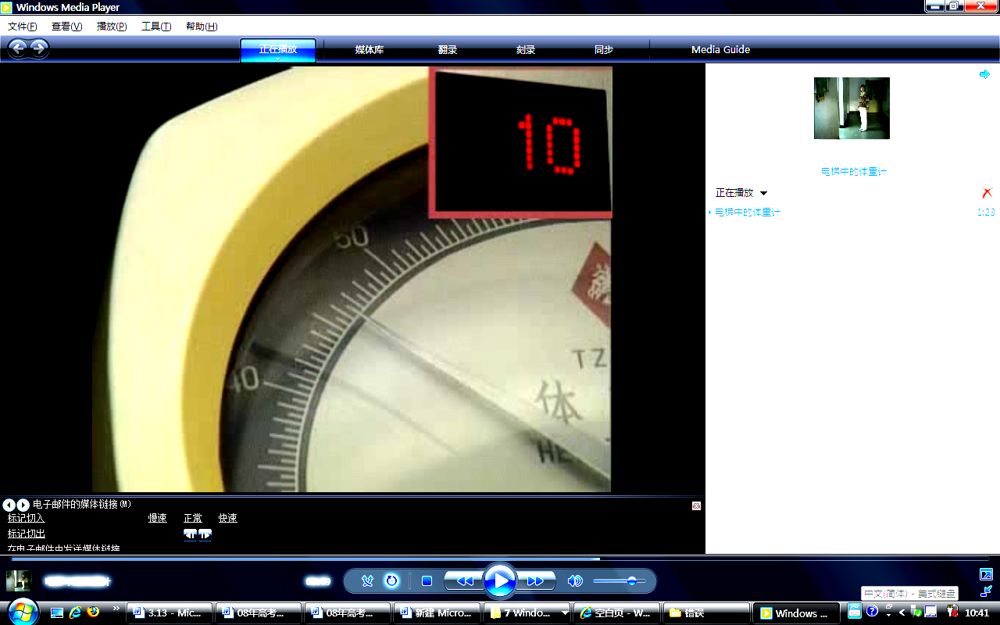 Windows Media Player
文件(F) 查看(V) 播放(P) 工具(T) 帮助(H)
正在播放 媒体库 翻录 刻录 同步 Media Guide
10
50
40
TZ
体
HE
电梯中的体重计
正在播放
电梯中的体重计 1:23
电子邮件的媒体链接(M)
标记切入 慢速 正常 快速
标记切出
在电子邮件中发送媒体链接
中文(简体) - 美式键盘
3.13 - Mic... 08年高考... 08年高考... 新建 Micro... 7 Windo... 空白页 - W... 错误 Windows ... 10:41